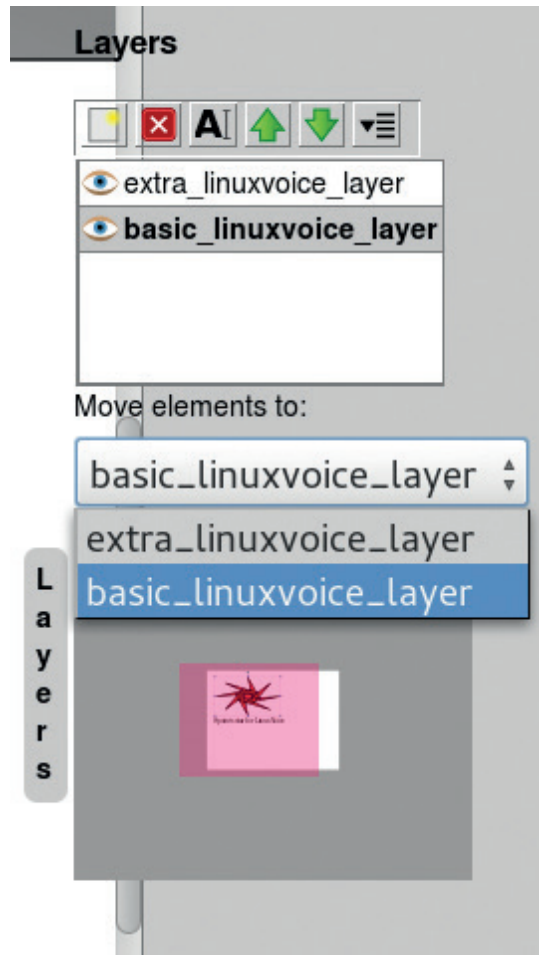 Layers
extra_linuxvoice_layer
basic_linuxvoice_layer
Move elements to:
basic_linuxvoice_layer
extra_linuxvoice_layer
basic_linuxvoice_layer
Layers